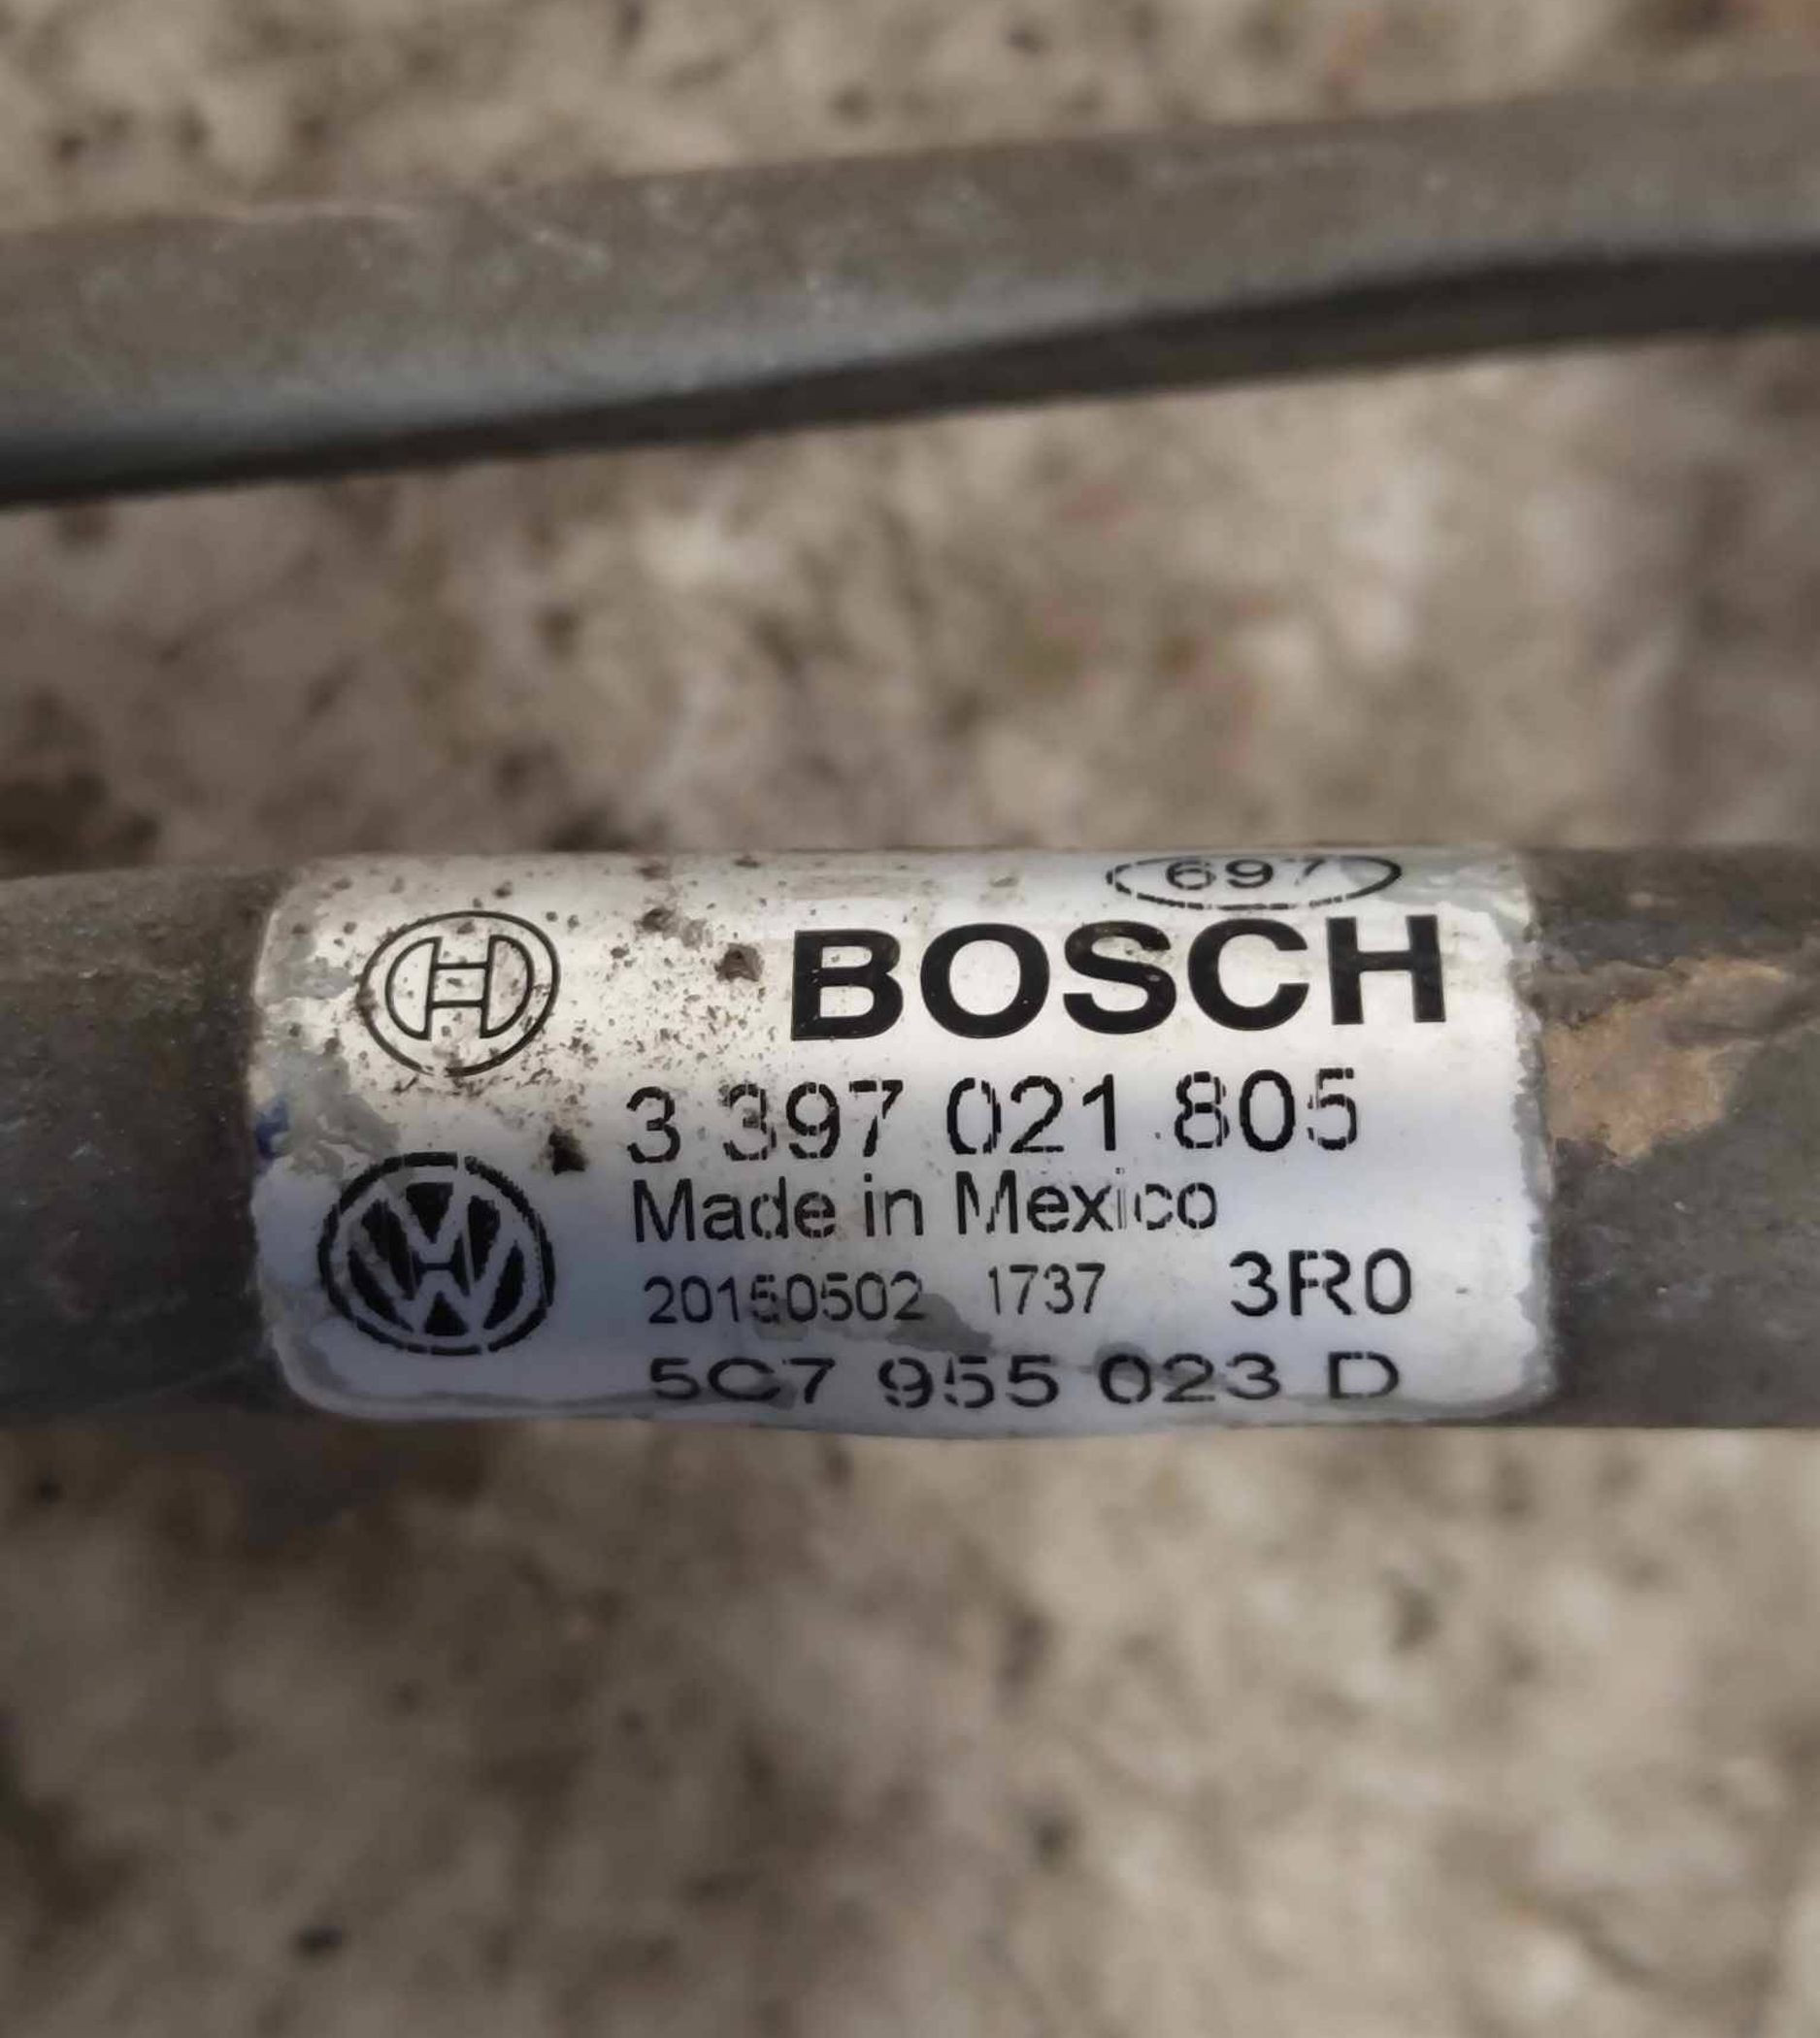 697
BOSCH
3 397 021 805
Made in Mexico
20150502 1737 3R0
5C7 955 023 D